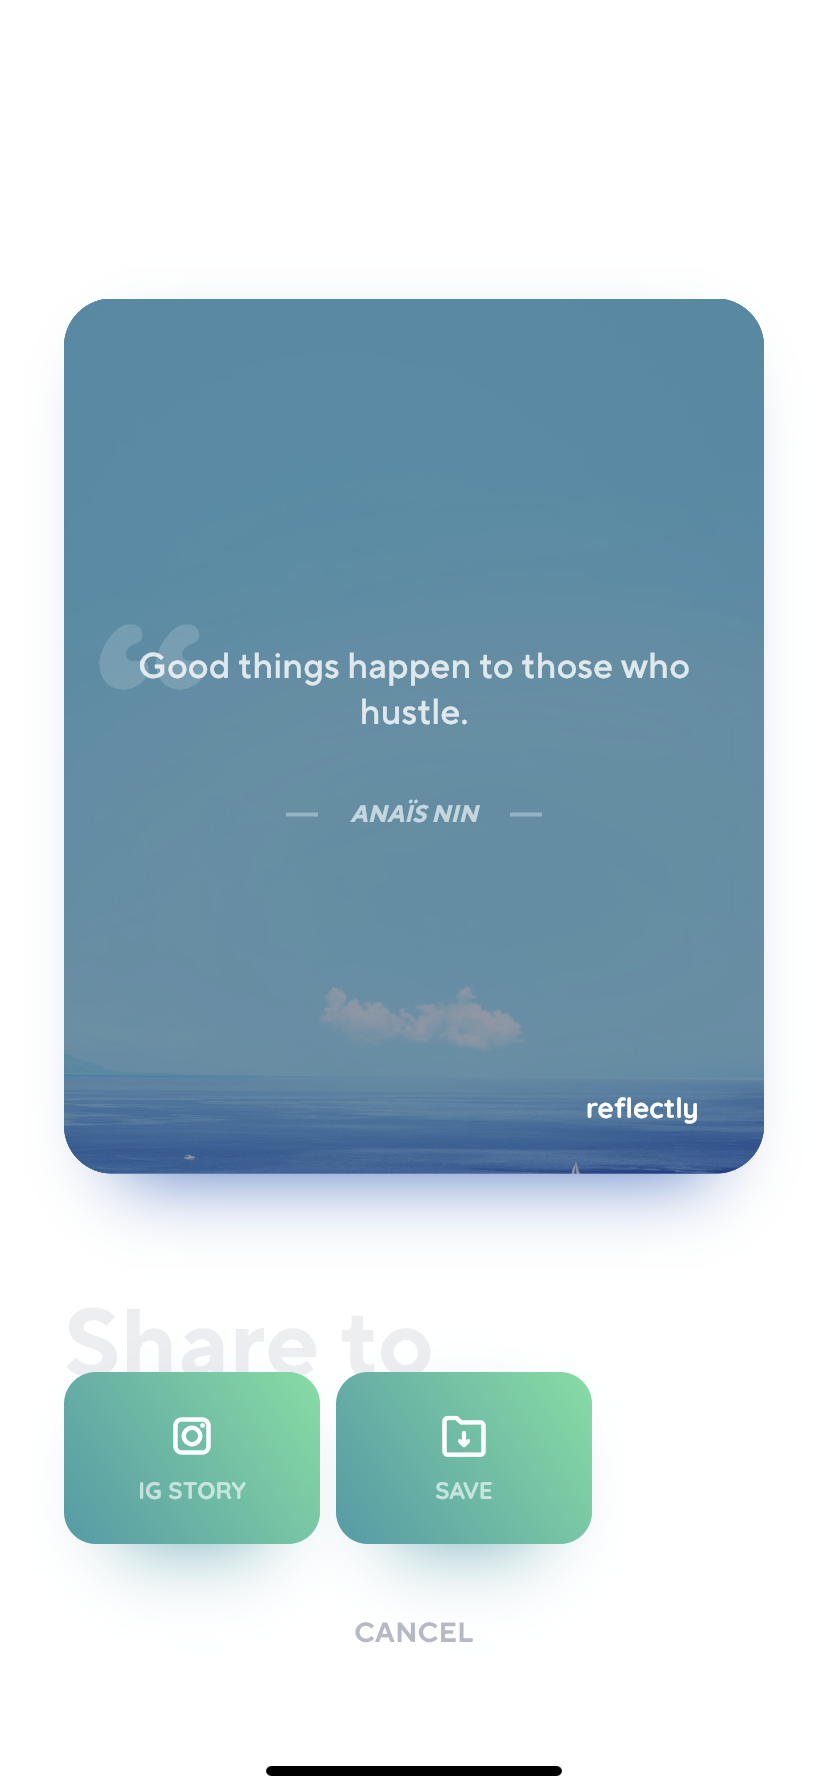 Good things happen to those who
hustle.
ANAÏS NIN
reflectly
Share to
IG STORY
SAVE
CANCEL